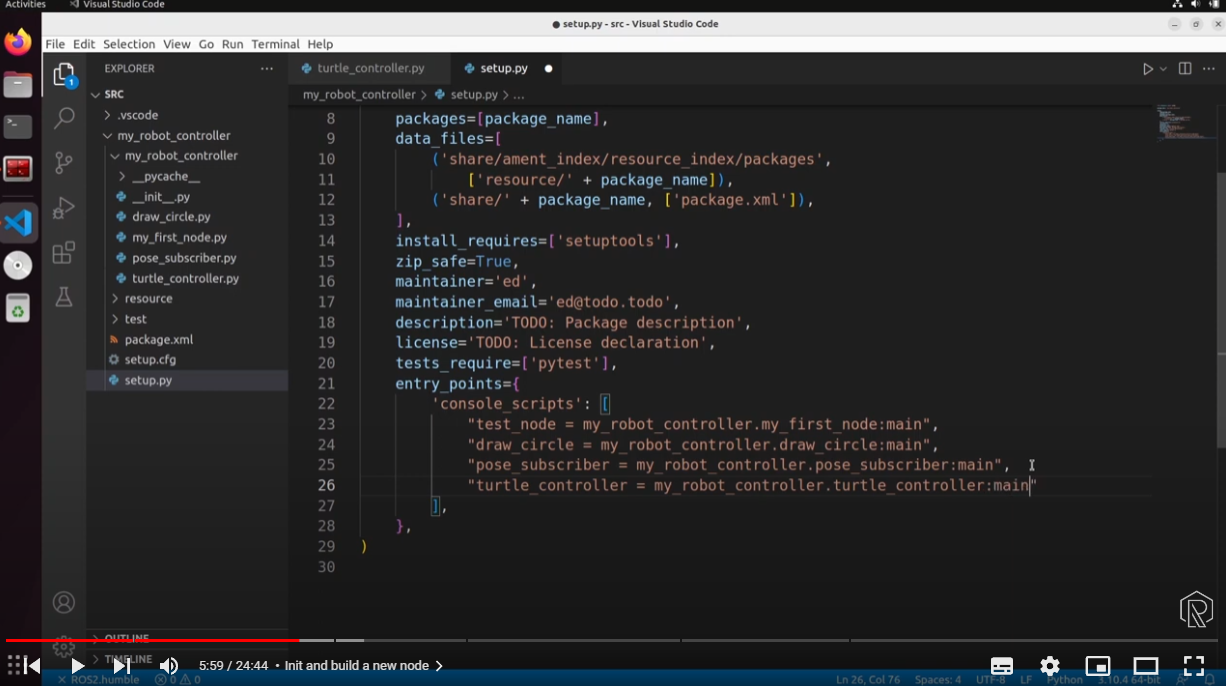 Activities Visual Studio Code
setup.py - src - Visual Studio Code
File Edit Selection View Go Run Terminal Help
EXPLORER
turtle_controller.py
setup.py
1
SRC
my_robot_controller > setup.py > ...
.vscode
my_robot_controller
my_robot_controller
__pycache__
__init__.py
draw_circle.py
my_first_node.py
pose_subscriber.py
turtle_controller.py
resource
test
package.xml
setup.cfg
setup.py
8 packages=[package_name],
9 data_files=[
10 ('share/ament_index/resource_index/packages',
11 ['resource/' + package_name]),
12 ('share/' + package_name, ['package.xml']),
13 ],
14 install_requires=['setuptools'],
15 zip_safe=True,
16 maintainer='ed',
17 maintainer_email='ed@todo.todo',
18 description='TODO: Package description',
19 license='TODO: License declaration',
20 tests_require=['pytest'],
21 entry_points={
22 'console_scripts': [
23 "test_node = my_robot_controller.my_first_node:main",
24 "draw_circle = my_robot_controller.draw_circle:main",
25 "pose_subscriber = my_robot_controller.pose_subscriber:main",
26 "turtle_controller = my_robot_controller.turtle_controller:main"
27 ],
28 },
29 )
30
R
OUTLINE
TIMELINE
5:59 / 24:44 • Init and build a new node >
ROS2.humble 0 0 Ln 26, Col 76 Spaces: 4 UTF-8 LF Python 3.10.4 64-bit